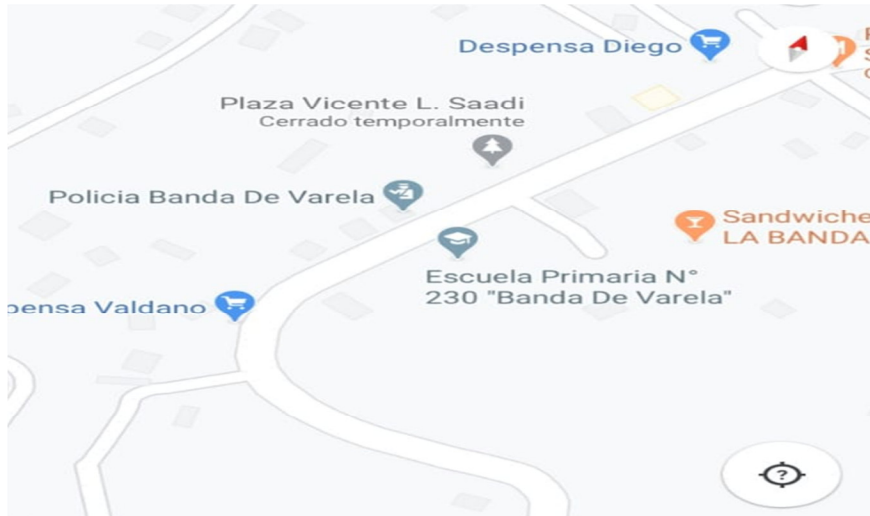 Despensa Diego
Plaza Vicente L. Saadi
Cerrado temporalmente
Policia Banda De Varela
Sandwiche
LA BANDA
Escuela Primaria N°
230 "Banda De Varela"
pensa Valdano
?